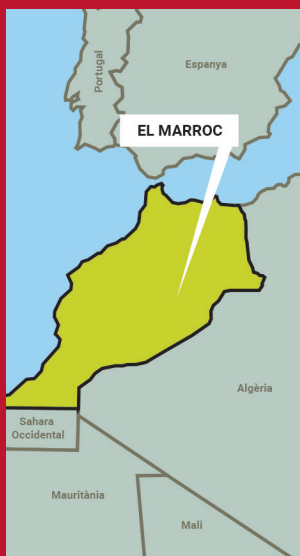 Portugal
Espanya
EL MARROC
Algèria
Sahara
Occidental
Mauritània
Mali